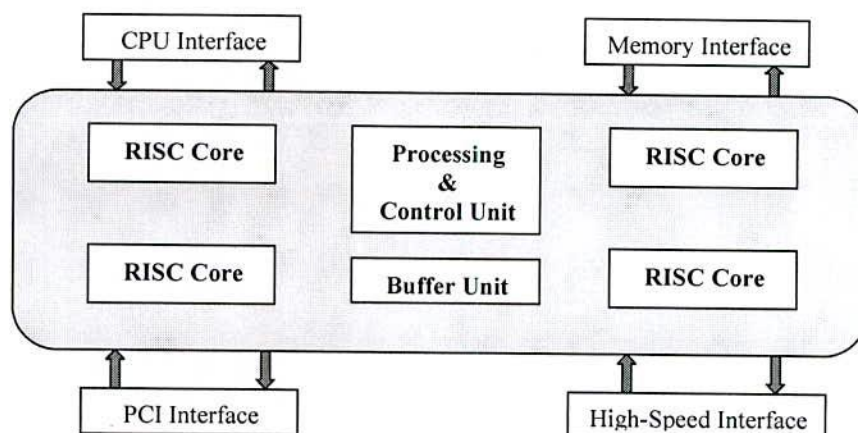 CPU Interface
Memory Interface
RISC Core
Processing
&
Control Unit
RISC Core
RISC Core
Buffer Unit
RISC Core
PCI Interface
High-Speed Interface